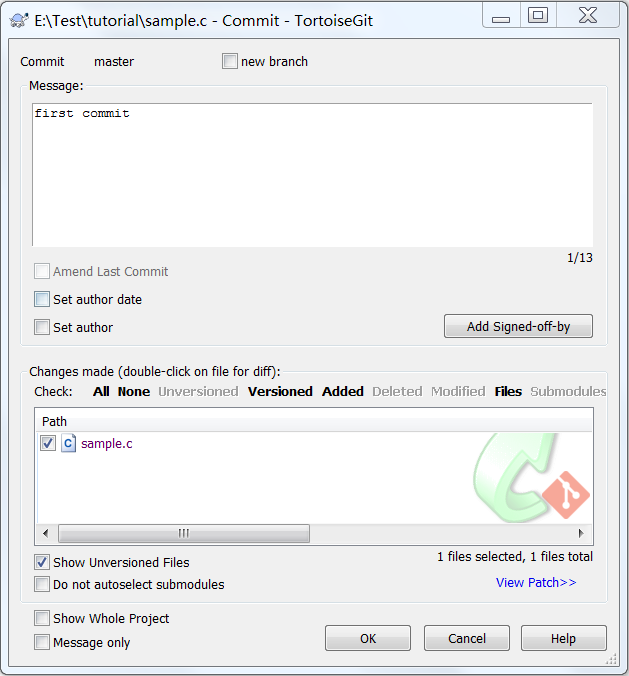 E:\Test\tutorial\sample.c - Commit - TortoiseGit
Commit master new branch
Message:
first commit
1/13
Amend Last Commit
Set author date
Set author
Add Signed-off-by
Changes made (double-click on file for diff):
Check: All None Unversioned Versioned Added Deleted Modified Files Submodules
Path
C sample.c
Show Unversioned Files
1 files selected, 1 files total
Do not autoselect submodules
View Patch>>
Show Whole Project
Message only
OK Cancel Help